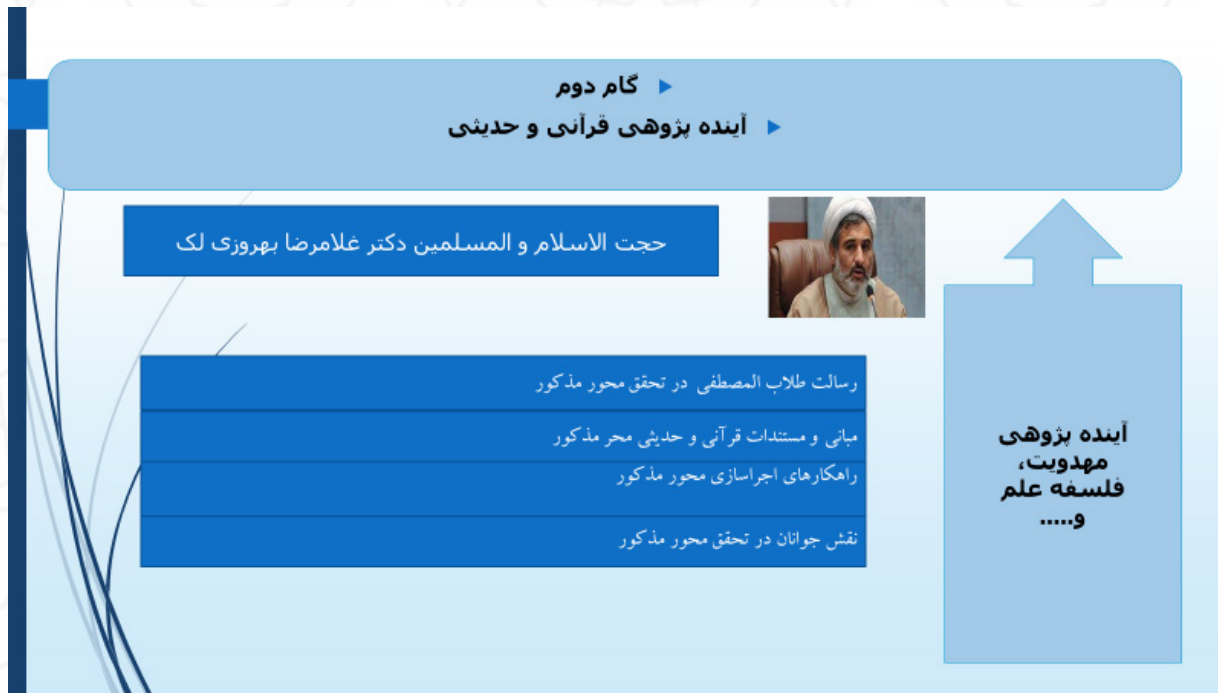 گام دوم
آینده پژوهی قرآنی و حدیثی
حجت الاسلام و المسلمین دکتر غلامرضا بهروزی لک
رسالت طلاب المصطفی در تحقق محور مذکور
مبانی و مستندات قرآنی و حدیثی محر مذکور
راهکارهای اجراسازی محور مذکور
نقش جوانان در تحقق محور مذکور
آینده پژوهی
مهدویت،
فلسفه علم
و.....